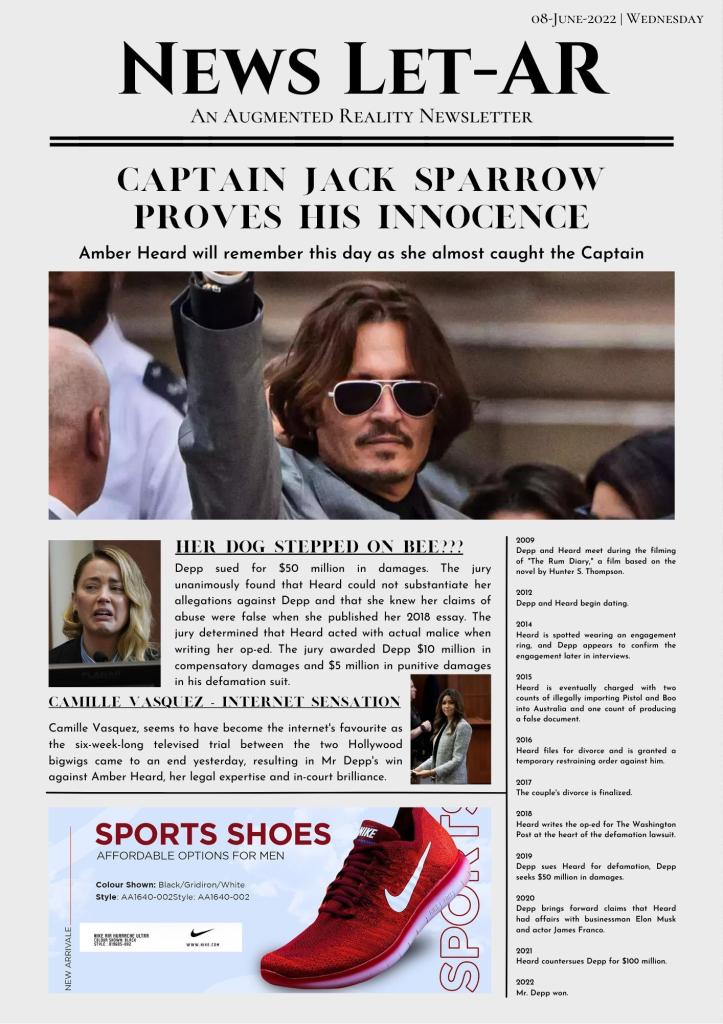 08-June-2022 | Wednesday
News Let-AR
An Augmented Reality Newsletter
CAPTAIN JACK SPARROW
PROVES HIS INNOCENCE
Amber Heard will remember this day as she almost caught the Captain
HER DOG STEPPED ON BEE???
Depp sued for $50 million in damages. The jury
unanimously found that Heard could not substantiate her
allegations against Depp and that she knew her claims of
abuse were false when she published her 2018 essay. The
jury determined that Heard acted with actual malice when
writing her op-ed. The jury awarded Depp $10 million in
compensatory damages and $5 million in punitive damages
in his defamation suit.
CAMILLE VASQUEZ - INTERNET SENSATION
Camille Vasquez, seems to have become the internet's favourite as
the six-week-long televised trial between the two Hollywood
bigwigs came to an end yesterday, resulting in Mr Depp's win
against Amber Heard, her legal expertise and in-court brilliance.
SPORTS SHOES
AFFORDABLE OPTIONS FOR MEN
Colour Shown: Black/Gridiron/White
Style: AA1640-002Style: AA1640-002
NIKE AIR HUARACHE ULTRA
COLOUR SHOWN: BLACK
WWW.NIKE.COM
NEW ARRIVALE
NIKE
SPORTS
2009
Depp and Heard meet during the filming
of "The Rum Diary," a film based on the
novel by Hunter S. Thompson.
2012
Depp and Heard begin dating.
2014
Heard is spotted wearing an engagement
ring, and Depp appears to confirm the
engagement later in interviews.
2015
Heard is eventually charged with two
counts of illegally importing Pistol and Boo
into Australia and one count of producing
a false document.
2016
Heard files for divorce and is granted a
temporary restraining order against him.
2017
The couple's divorce is finalized.
2018
Heard writes the op-ed for The Washington
Post at the heart of the defamation lawsuit.
2019
Depp sues Heard for defamation, Depp
seeks $50 million in damages.
2020
Depp brings forward claims that Heard
had affairs with businessman Elon Musk
and actor James Franco.
2021
Heard countersues Depp for $100 million.
2022
Mr. Depp won.